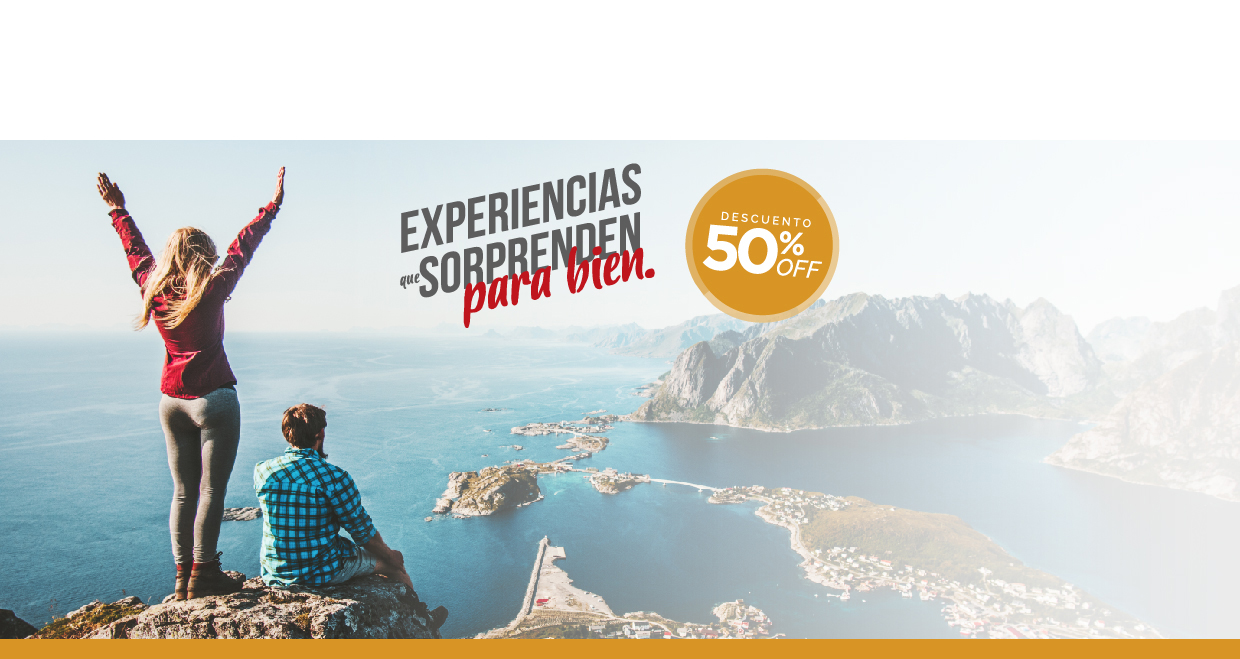 EXPERIENCIAS
que SORPRENDEN
para bien.
DESCUENTO
50%
OFF